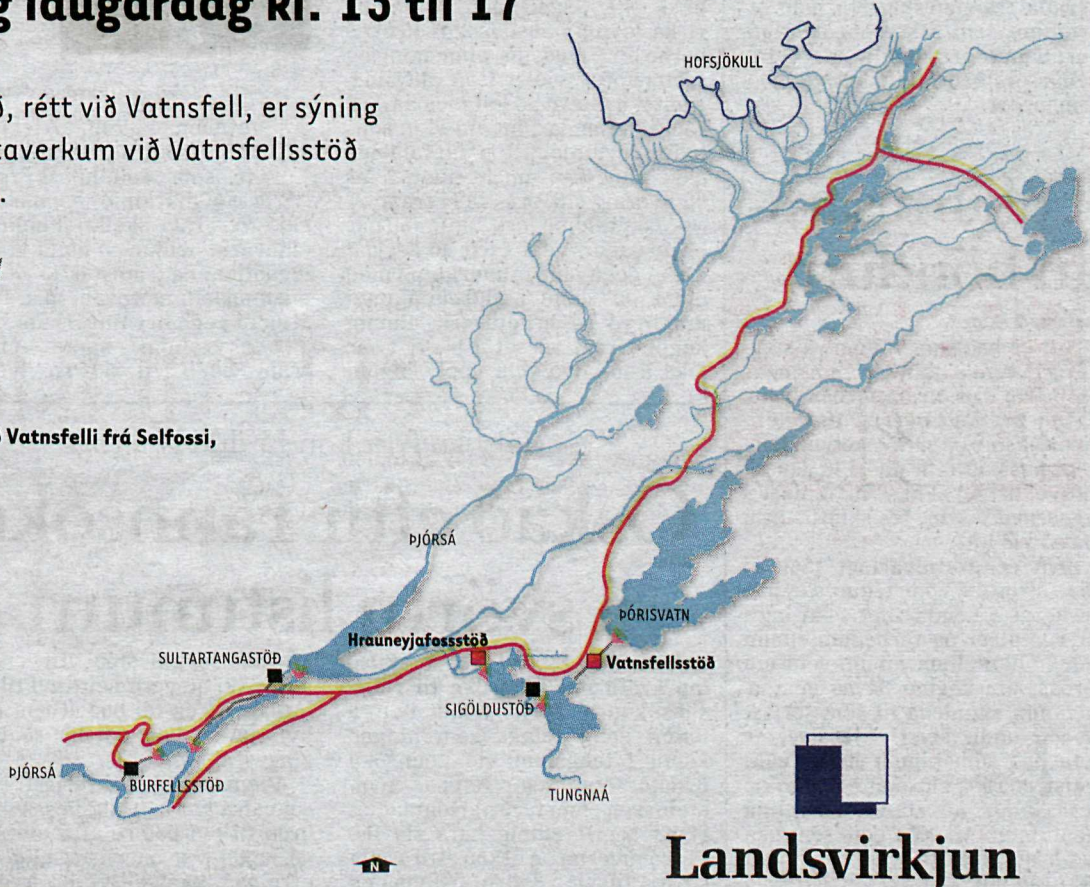 laugardag kl. 13 til 17
HOFSJÖKULL
rétt við Vatnsfell, er sýning
við Vatnsfellsstöð
Vatnsfelli frá Selfossi,
ÞJÓRSÁ
ÞÓRISVATN
Hrauneyjafossstöð
SULTARTANGASTÖÐ
Vatnsfellsstöð
SIGÖLDUSTÖÐ
ÞJÓRSÁ
BÚRFELLSSTÖÐ
TUNGNAÁ
N
Landsvirkjun